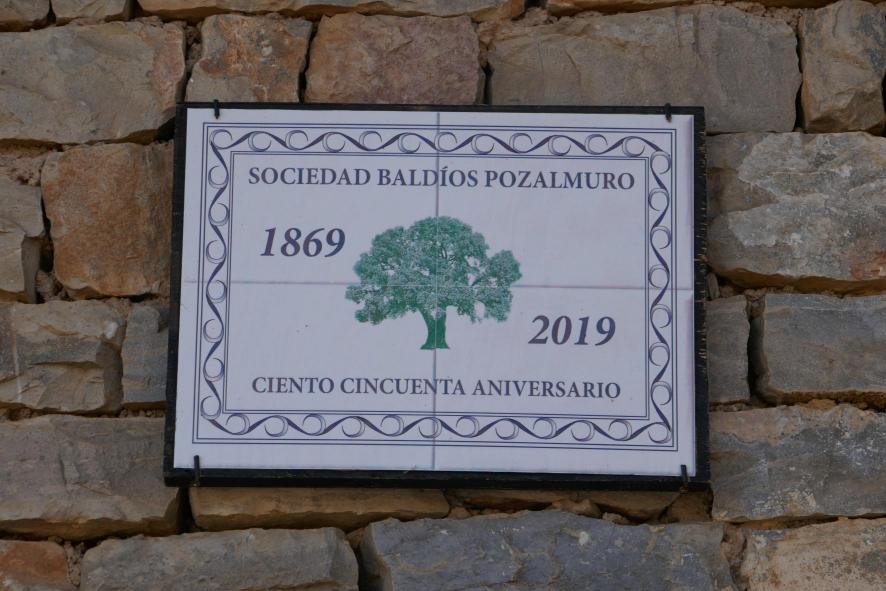 SOCIEDAD BALDÍOS POZALMURO
1869
2019
CIENTO CINCUENTA ANIVERSARIO